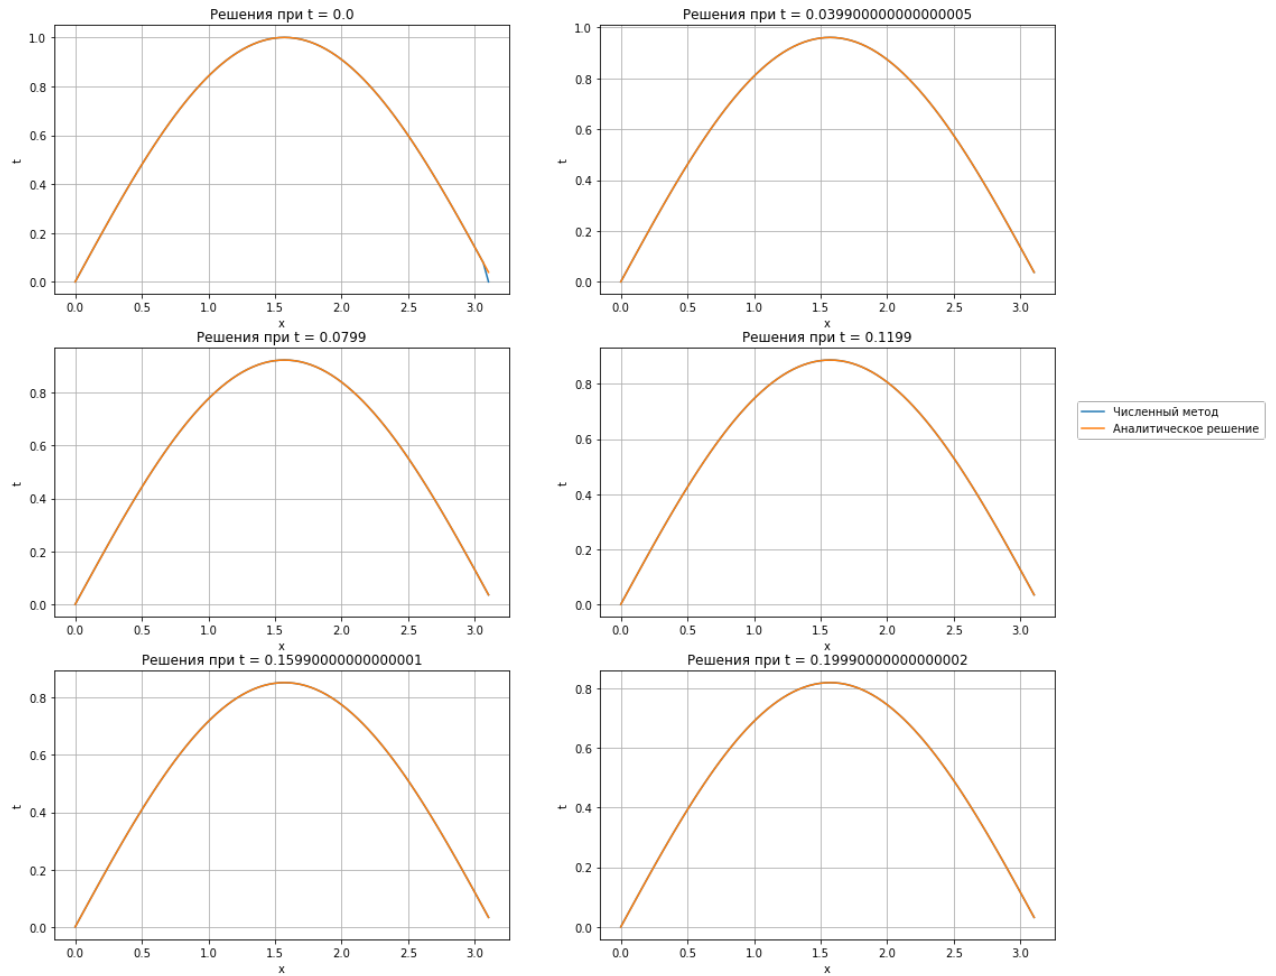 Решения при t = 0.0
1.0
0.8
0.6
0.4
0.2
0.0
t
0.0 0.5 1.0 1.5 2.0 2.5 3.0
x
Решения при t = 0.039900000000000005
1.0
0.8
0.6
0.4
0.2
0.0
t
0.0 0.5 1.0 1.5 2.0 2.5 3.0
x
Решения при t = 0.0799
0.8
0.6
0.4
0.2
0.0
t
0.0 0.5 1.0 1.5 2.0 2.5 3.0
x
Решения при t = 0.1199
0.8
0.6
0.4
0.2
0.0
t
0.0 0.5 1.0 1.5 2.0 2.5 3.0
x
Численный метод
Аналитическое решение
Решения при t = 0.15990000000000001
0.8
0.6
0.4
0.2
0.0
t
0.0 0.5 1.0 1.5 2.0 2.5 3.0
x
Решения при t = 0.19990000000000002
0.8
0.6
0.4
0.2
0.0
t
0.0 0.5 1.0 1.5 2.0 2.5 3.0
x